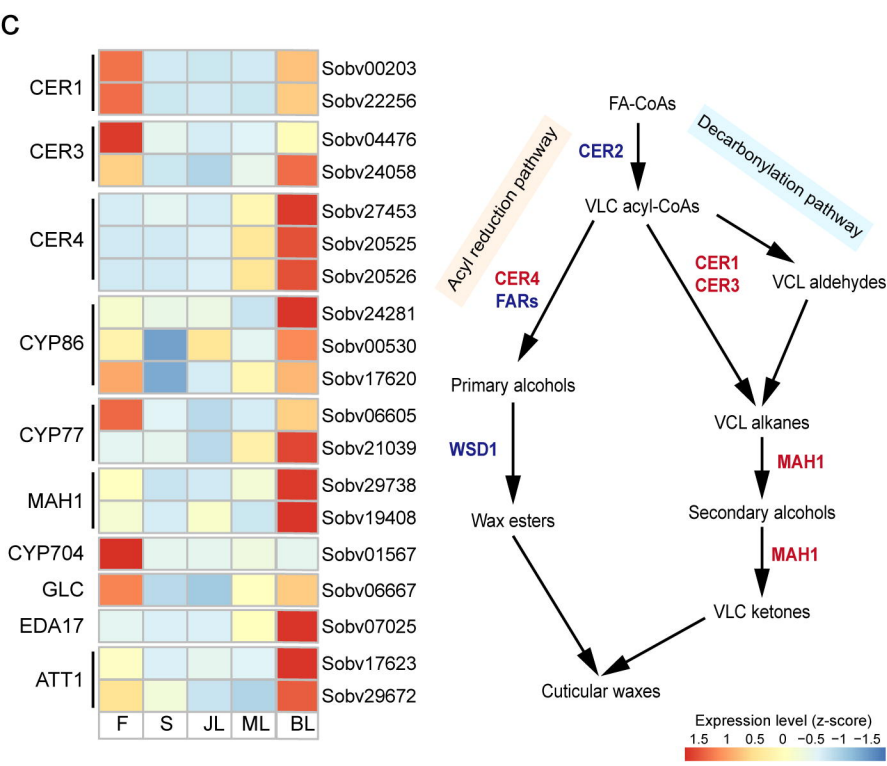 C
CER1
Sobv00203
Sobv22256
CER3
Sobv04476
Sobv24058
CER4
Sobv27453
Sobv20525
Sobv20526
CYP86
Sobv24281
Sobv00530
Sobv17620
CYP77
Sobv06605
Sobv21039
MAH1
Sobv29738
Sobv19408
CYP704
Sobv01567
GLC
Sobv06667
EDA17
Sobv07025
ATT1
Sobv17623
Sobv29672
F S JL ML BL
FA-CoAs
CER2
Acyl reduction pathway
Decarbonylation pathway
VLC acyl-CoAs
CER4
FARs
CER1
CER3
VCL aldehydes
Primary alcohols
VCL alkanes
WSD1
MAH1
Wax esters
Secondary alcohols
MAH1
VLC ketones
Cuticular waxes
Expression level (z-score)
1.5 1 0.5 0 −0.5 −1 −1.5